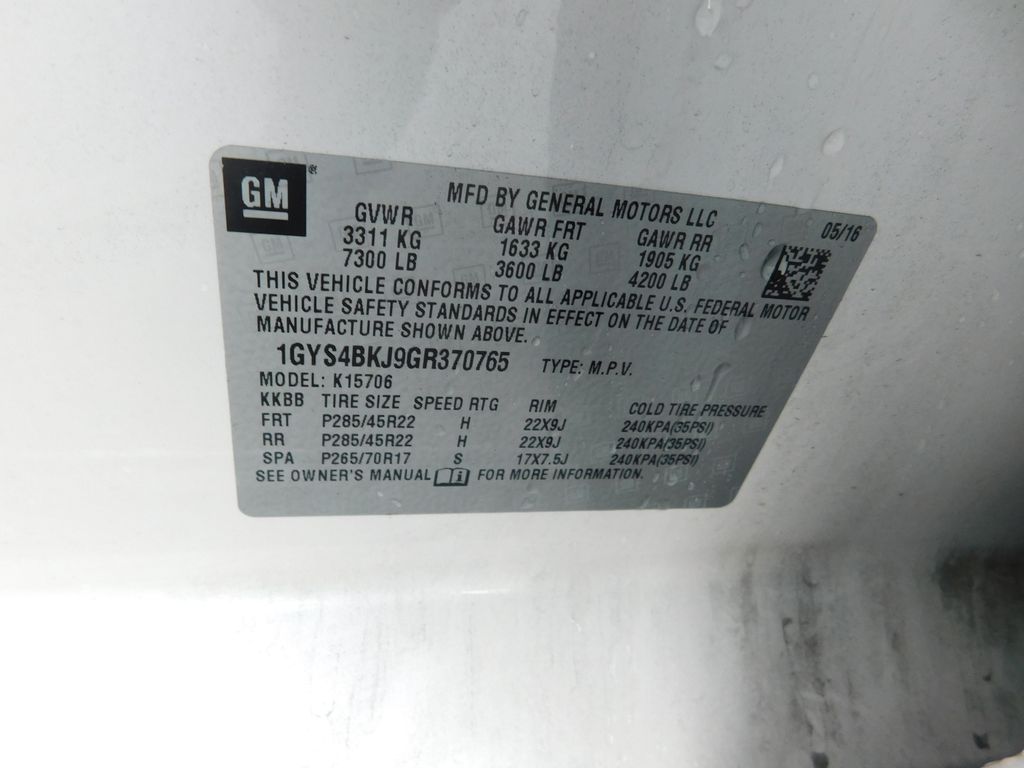 GM ®
MFD BY GENERAL MOTORS LLC
05/16
GVWR GAWR FRT GAWR RR
3311 KG 1633 KG 1905 KG
7300 LB 3600 LB 4200 LB
THIS VEHICLE CONFORMS TO ALL APPLICABLE U.S. FEDERAL MOTOR
VEHICLE SAFETY STANDARDS IN EFFECT ON THE DATE OF
MANUFACTURE SHOWN ABOVE.
1GYS4BKJ9GR370765 TYPE: M.P.V.
MODEL: K15706
KKBB TIRE SIZE SPEED RTG RIM COLD TIRE PRESSURE
FRT P285/45R22 H 22X9J 240KPA(35PSI)
RR P285/45R22 H 22X9J 240KPA(35PSI)
SPA P265/70R17 S 17X7.5J 240KPA(35PSI)
SEE OWNER'S MANUAL i FOR MORE INFORMATION.